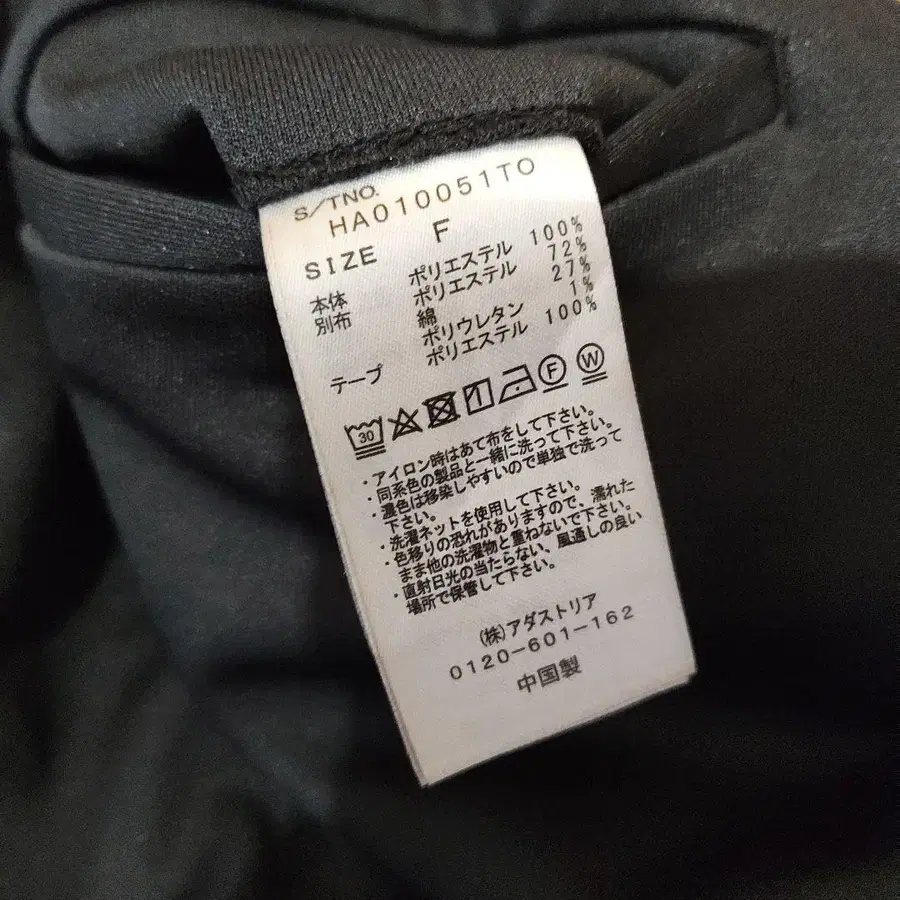 S/TNO.
HA010051TO
SIZE F
本体 ポリエステル 100%
別布 ポリエステル 72%
綿 27%
ポリウレタン 1%
テープ ポリエステル 100%
30 F W
・アイロン時はあて布をして下さい。
・同系色の製品と一緒に洗って下さい。
・濃色は移染しやすいので単独で洗って
下さい。
・洗濯ネットを使用して下さい。
・色移りの恐れがありますので、濡れた
まま他の洗濯物と重ねないで下さい。
・直射日光の当たらない、風通しの良い
場所で保管して下さい。
(株)アダストリア
0120-601-162
中国製